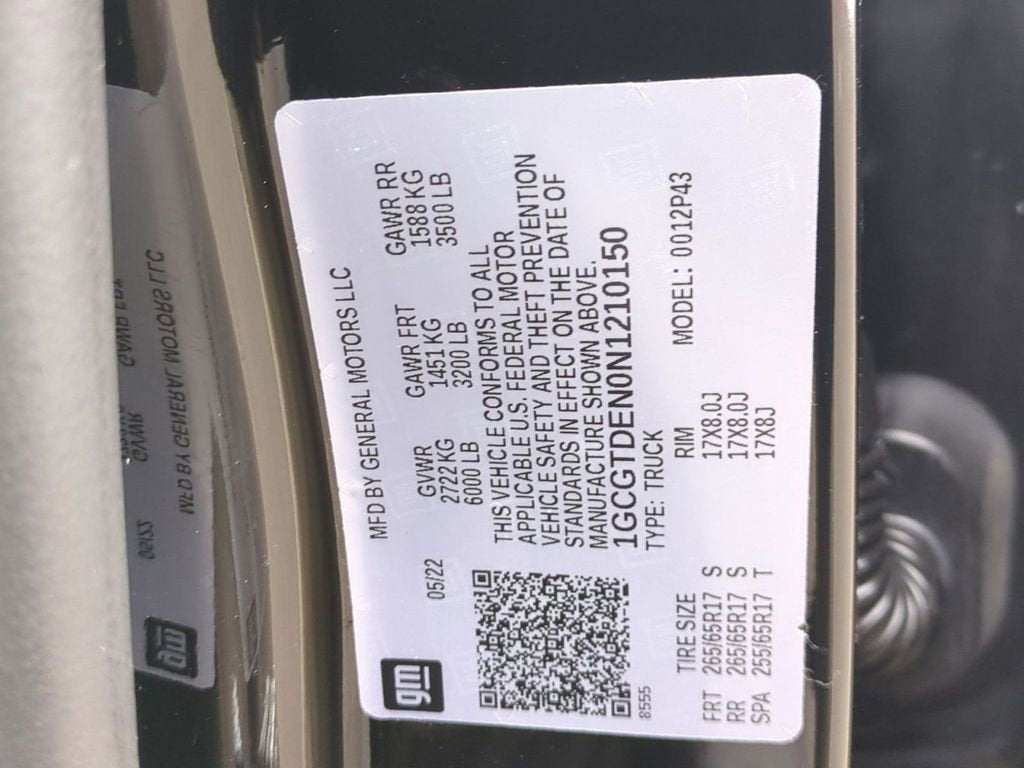 gm
MFD BY GENERAL MOTORS LLC
05/22
GVWR GAWR FRT GAWR RR
2722 KG 1451 KG 1588 KG
6000 LB 3200 LB 3500 LB
THIS VEHICLE CONFORMS TO ALL
APPLICABLE U.S. FEDERAL MOTOR
VEHICLE SAFETY AND THEFT PREVENTION
STANDARDS IN EFFECT ON THE DATE OF
MANUFACTURE SHOWN ABOVE.
1GCGTDEN0N1210150
8555
TYPE: TRUCK
MODEL: 0012P43
TIRE SIZE RIM
FRT 265/65R17 S 17X8.0J
RR 265/65R17 S 17X8.0J
SPA 255/65R17 T 17X8J